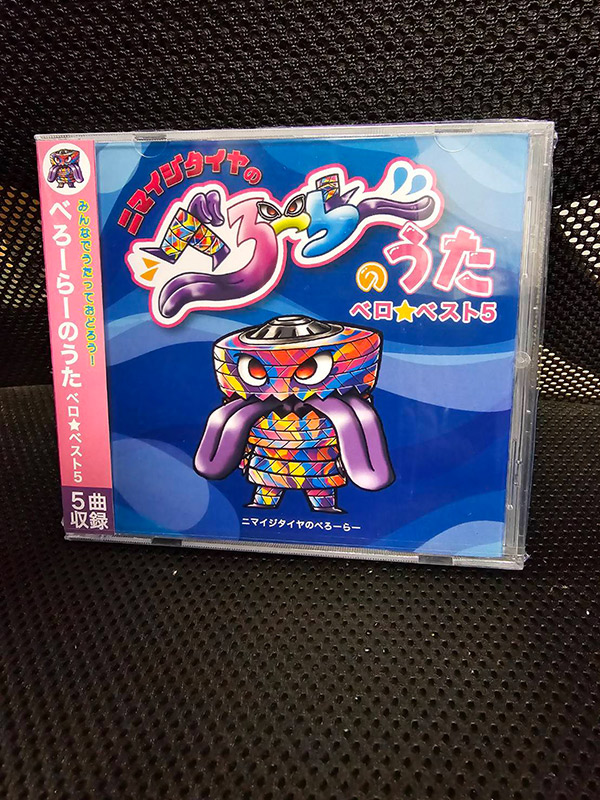 みんなでうたっておどろう!
べろーらーのうた ベロ★ベスト5
5曲
収録
ニマイジタイヤの
べろーらー
のうた
ベロ★ベスト5
ニマイジタイヤのべろーらー